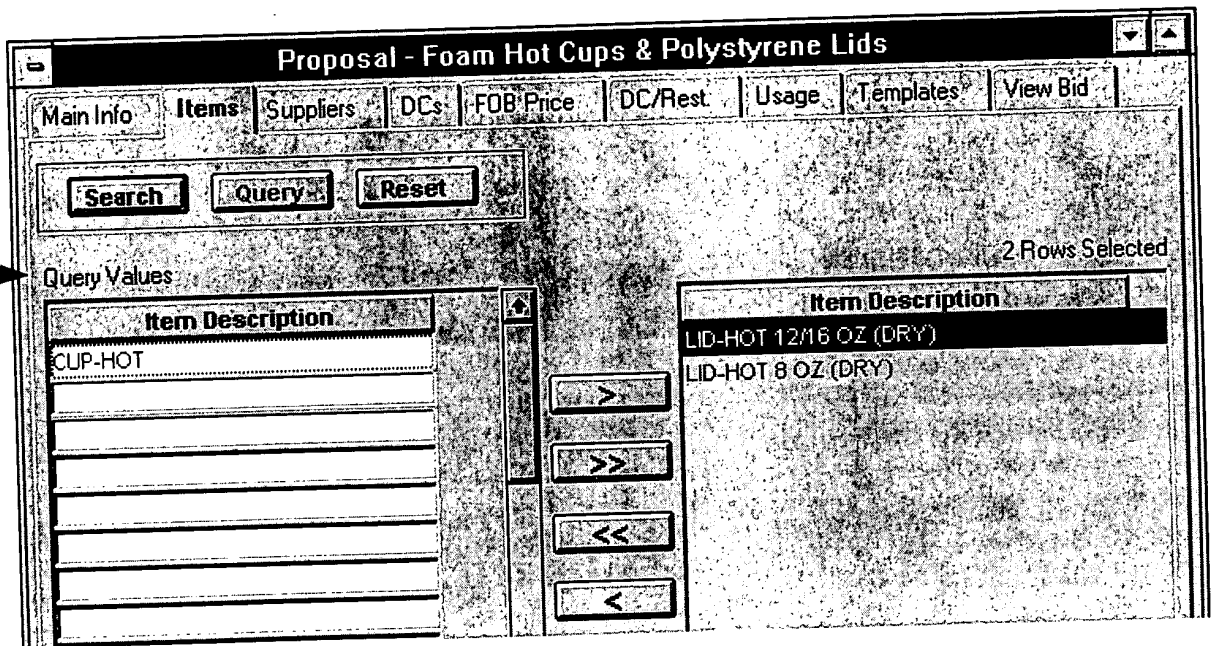 Proposal - Foam Hot Cups & Polystyrene Lids
Main Info Items Suppliers DCs FOB Price DC/Rest. Usage Templates View Bid
Search Query Reset
2 Rows Selected
Query Values
Item Description
CUP-HOT
>
>>
<<
<
Item Description
LID-HOT 12/16 OZ (DRY)
LID-HOT 8 OZ (DRY)